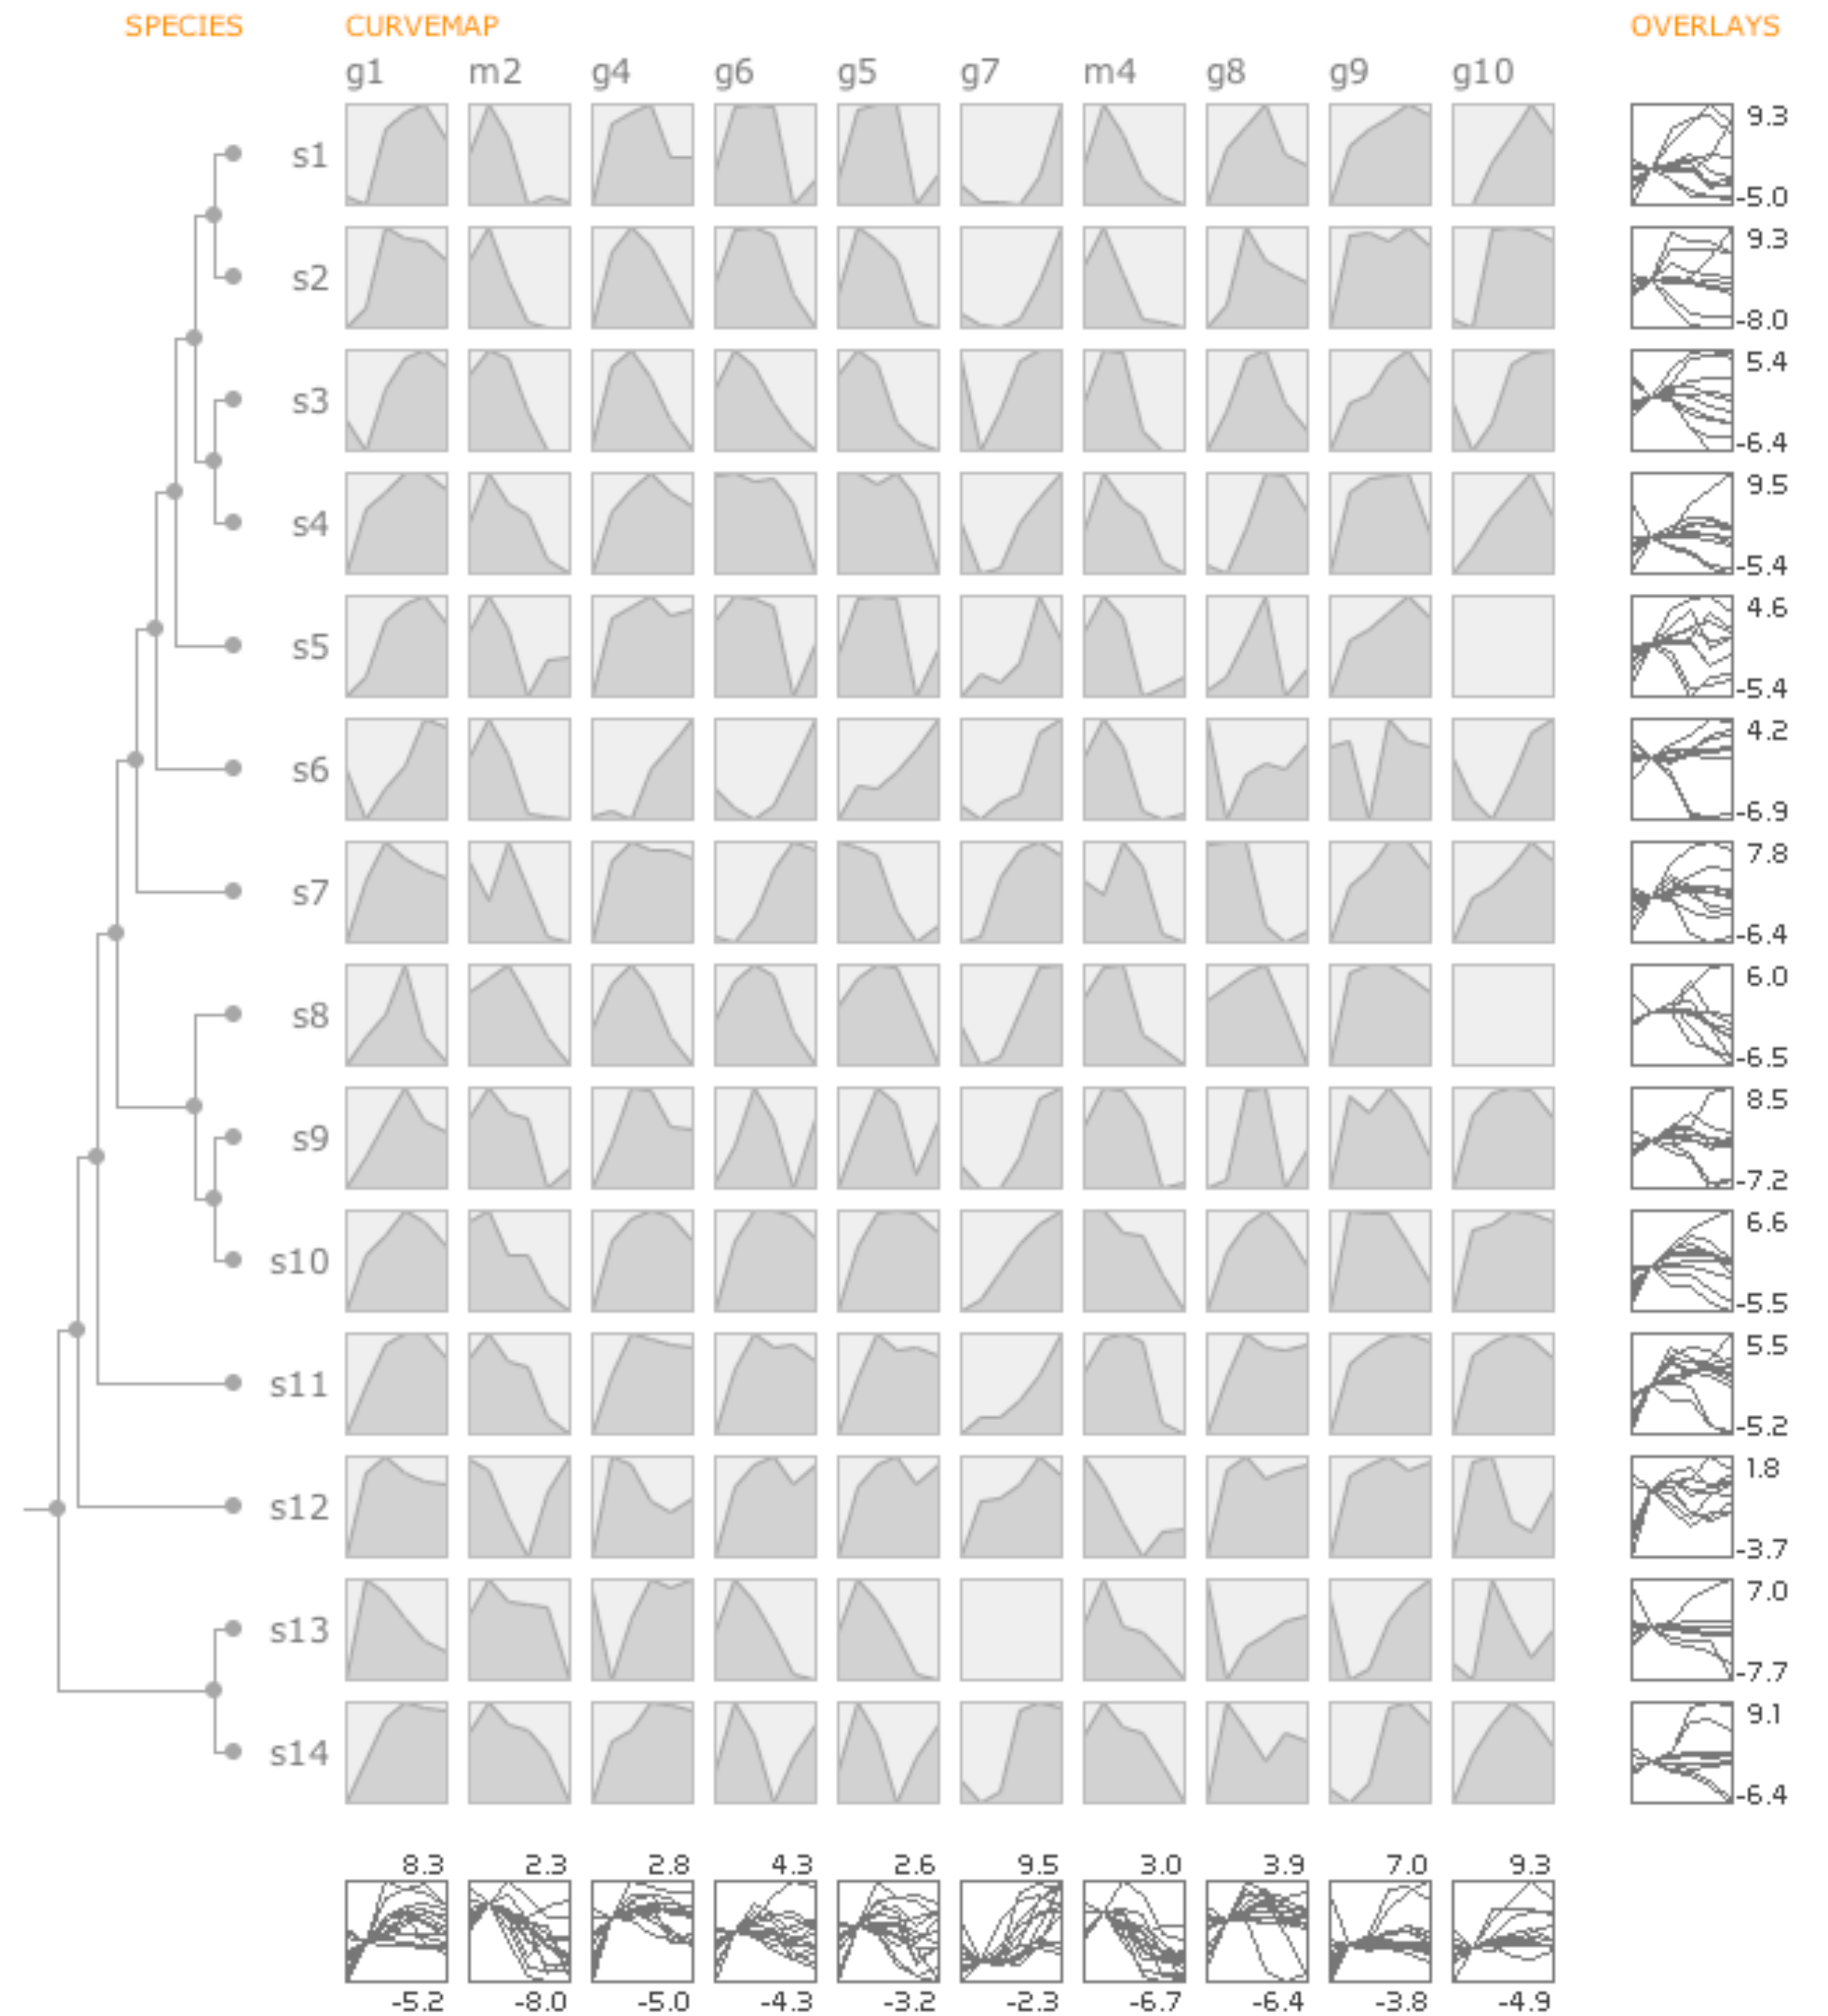 SPECIES CURVEMAP OVERLAYS
g1 m2 g4 g6 g5 g7 m4 g8 g9 g10
s1 9.3
-5.0
s2 9.3
-8.0
s3 5.4
-6.4
s4 9.5
-5.4
s5 4.6
-5.4
s6 4.2
-6.9
s7 7.8
-6.4
s8 6.0
-6.5
s9 8.5
-7.2
s10 6.6
-5.5
s11 5.5
-5.2
s12 1.8
-3.7
s13 7.0
-7.7
s14 9.1
-6.4
8.3 2.3 2.8 4.3 2.6 9.5 3.0 3.9 7.0 9.3
-5.2 -8.0 -5.0 -4.3 -3.2 -2.3 -6.7 -6.4 -3.8 -4.9